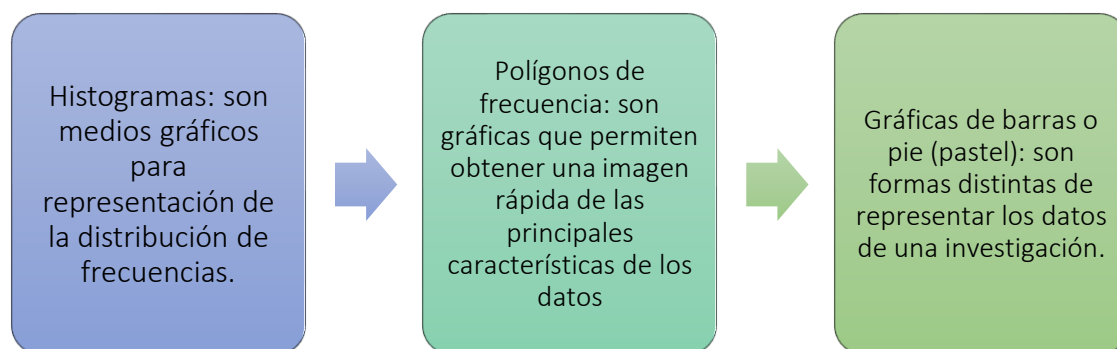 Histogramas: son
medios gráficos
para
representación de
la distribución de
frecuencias.
Polígonos de
frecuencia: son
gráficas que permiten
obtener una imagen
rápida de las
principales
características de los
datos
Gráficas de barras o
pie (pastel): son
formas distintas de
representar los datos
de una investigación.